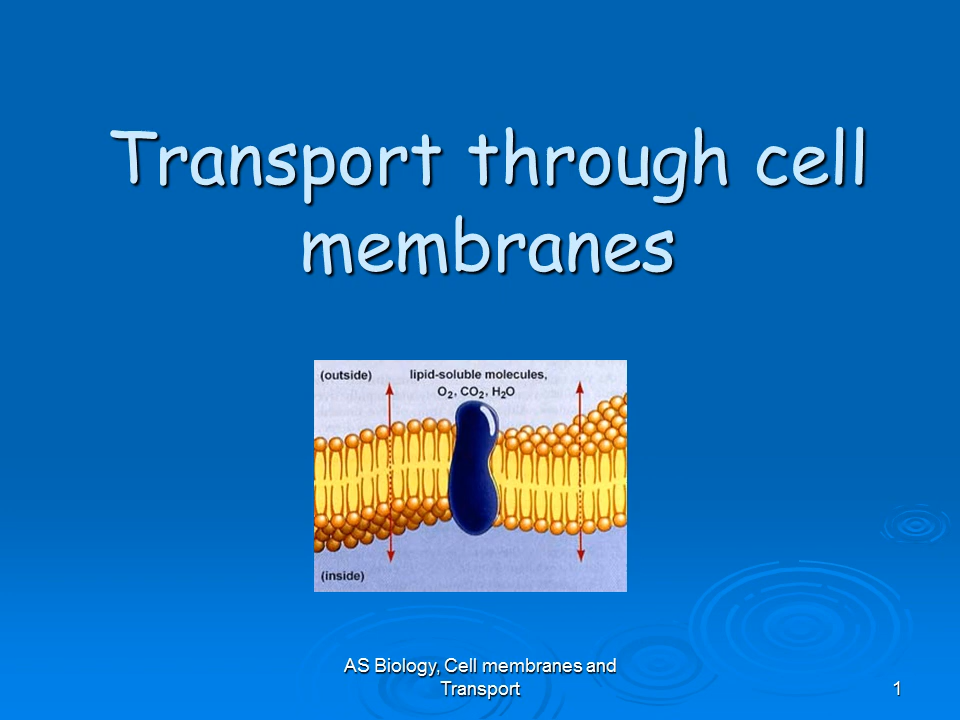 Transport through cell
membranes
(outside)
lipid-soluble molecules,
O₂, CO₂, H₂O
(inside)
AS Biology, Cell membranes and
Transport
1